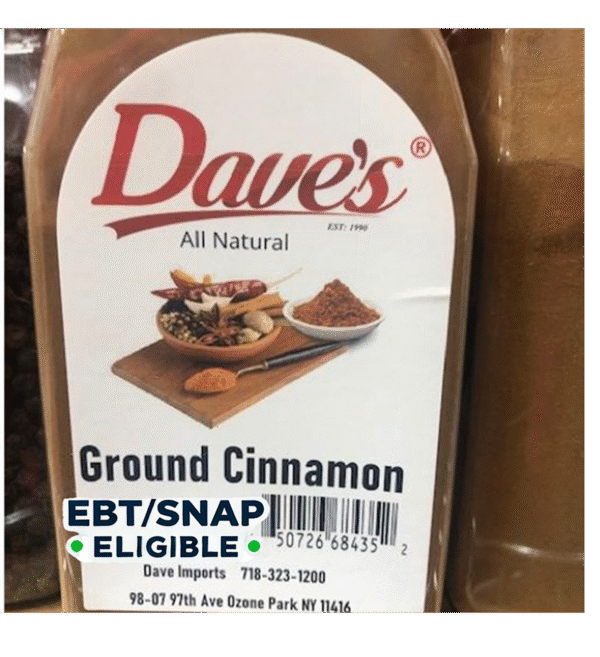 Dave's®
EST: 1990
All Natural
Ground Cinnamon
EBT/SNAP
• ELIGIBLE •
50726 68435 2
Dave Imports 718-323-1200
98-07 97th Ave Ozone Park NY 11416